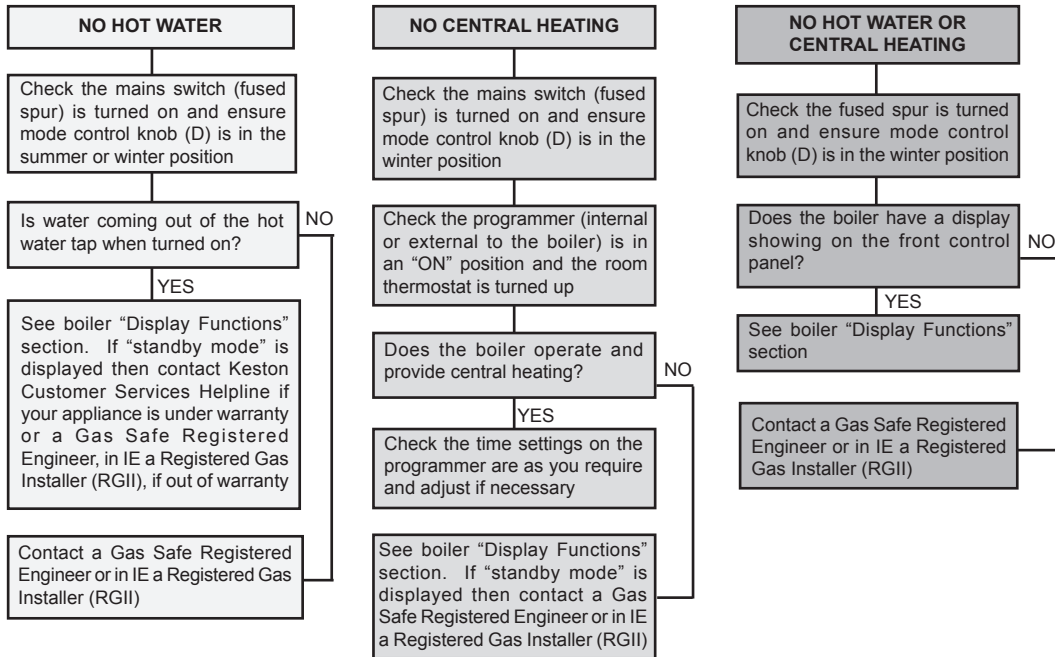 NO HOT WATER
Check the mains switch (fused
spur) is turned on and ensure
mode control knob (D) is in the
summer or winter position
Is water coming out of the hot
water tap when turned on?
NO
YES
See boiler “Display Functions”
section. If “standby mode” is
displayed then contact Keston
Customer Services Helpline if
your appliance is under warranty
or a Gas Safe Registered
Engineer, in IE a Registered Gas
Installer (RGII), if out of warranty
Contact a Gas Safe Registered
Engineer or in IE a Registered Gas
Installer (RGII)
NO CENTRAL HEATING
Check the mains switch (fused
spur) is turned on and ensure
mode control knob (D) is in the
winter position
Check the programmer (internal
or external to the boiler) is in
an “ON” position and the room
thermostat is turned up
Does the boiler operate and
provide central heating?
NO
YES
Check the time settings on the
programmer are as you require
and adjust if necessary
See boiler “Display Functions”
section. If “standby mode” is
displayed then contact a Gas
Safe Registered Engineer or in IE
a Registered Gas Installer (RGII)
NO HOT WATER OR
CENTRAL HEATING
Check the fused spur is turned
on and ensure mode control
knob (D) is in the winter position
Does the boiler have a display
showing on the front control
panel?
NO
YES
See boiler “Display Functions”
section
Contact a Gas Safe Registered
Engineer or in IE a Registered
Gas Installer (RGII)